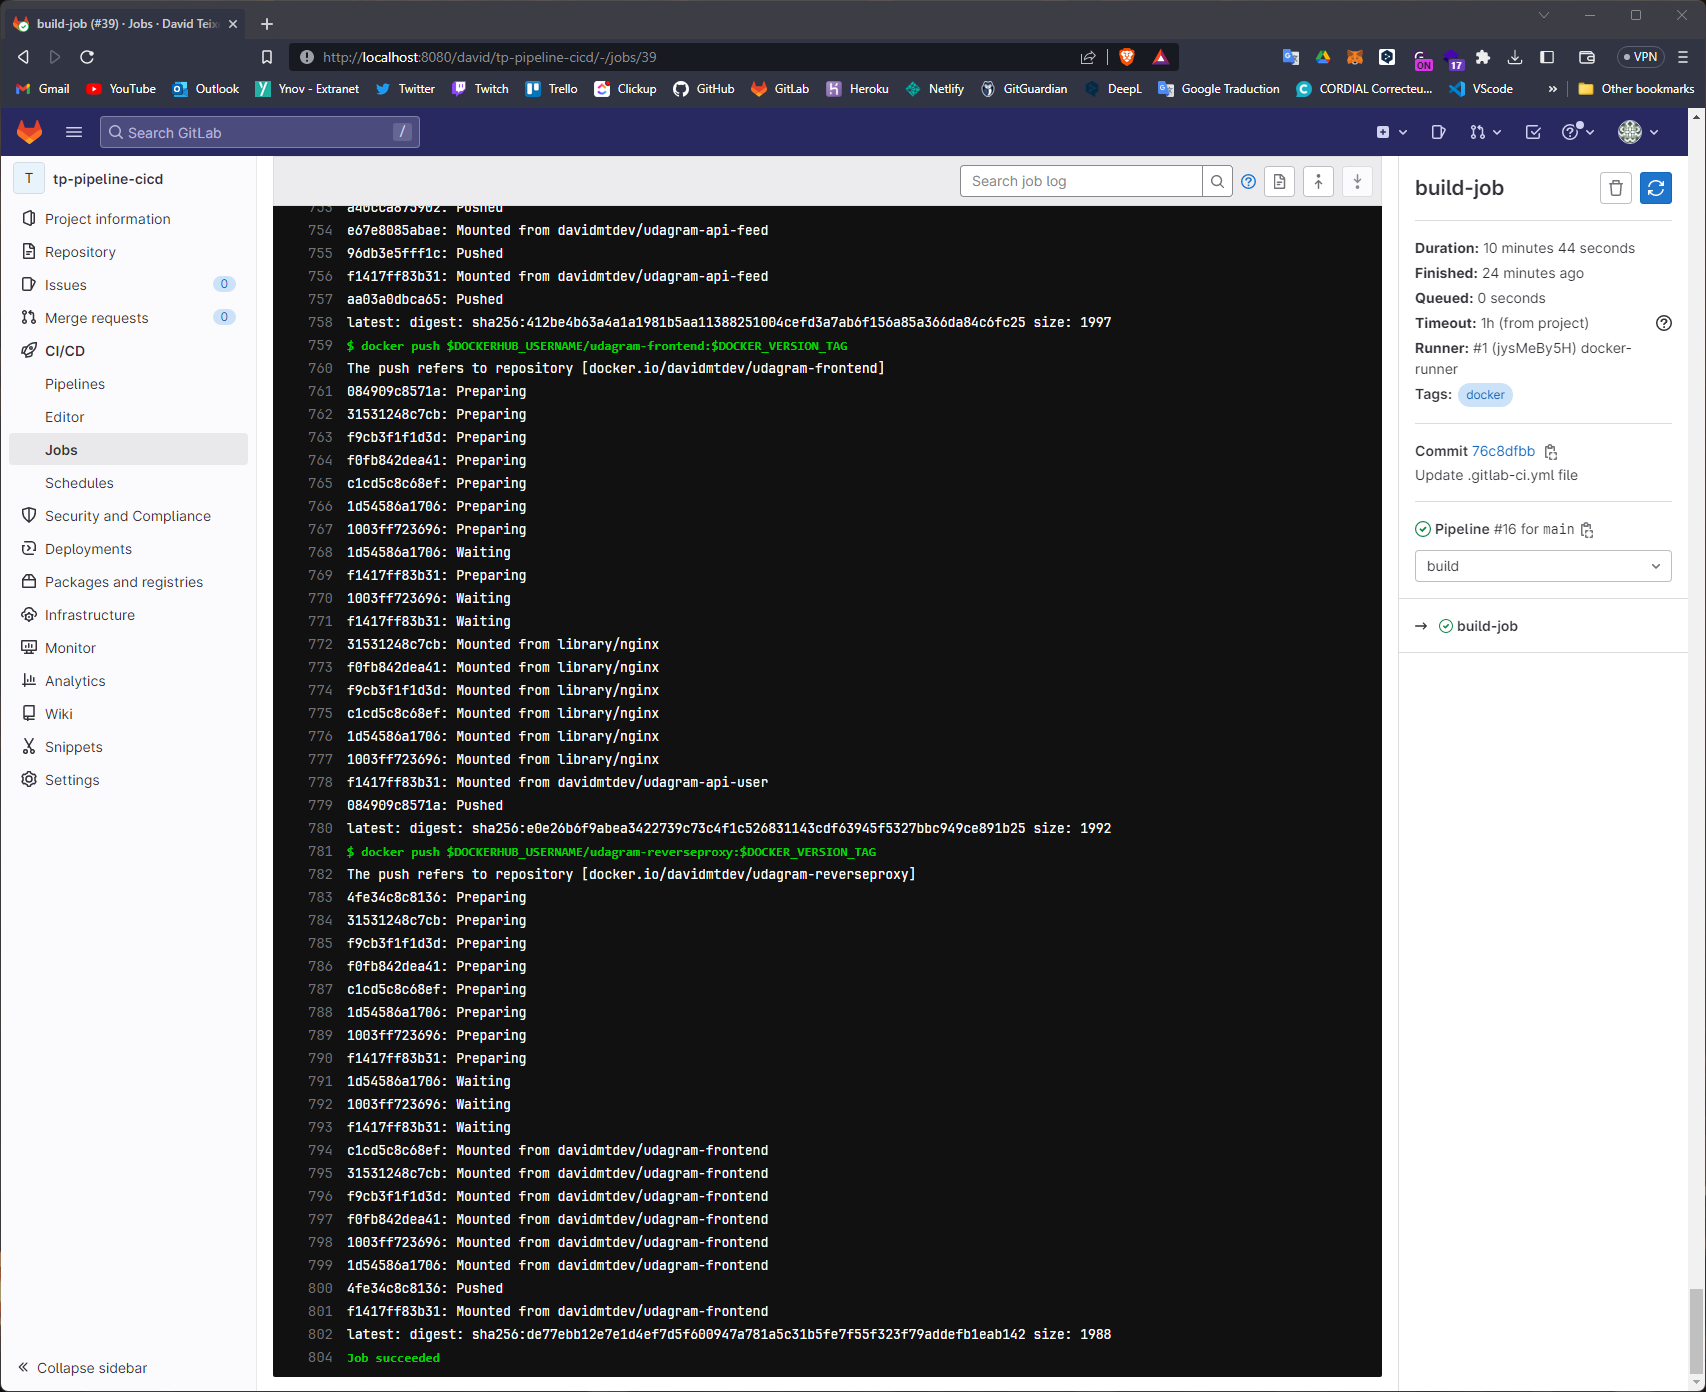 build-job (#39) · Jobs · David Teix
http://localhost:8080/david/tp-pipeline-cicd/-/jobs/39
ON
17
VPN
Gmail
YouTube
Outlook
Ynov - Extranet
Twitter
Twitch
Trello
Clickup
GitHub
GitLab
Heroku
Netlify
GitGuardian
DeepL
Google Traduction
CORDIAL Correcteu...
VScode
»
Other bookmarks
Search GitLab
/
T
tp-pipeline-cicd
Project information
Repository
Issues 0
Merge requests 0
CI/CD
Pipelines
Editor
Jobs
Schedules
Security and Compliance
Deployments
Packages and registries
Infrastructure
Monitor
Analytics
Wiki
Snippets
Settings
Collapse sidebar
Search job log
753 a40cca873902: Pushed
754 e67e8085abae: Mounted from davidmtdev/udagram-api-feed
755 96db3e5fff1c: Pushed
756 f1417ff83b31: Mounted from davidmtdev/udagram-api-feed
757 aa03a0dbca65: Pushed
758 latest: digest: sha256:412be4b63a4a1a1981b5aa11388251004cefd3a7ab6f156a85a366da84c6fc25 size: 1997
759 $ docker push $DOCKERHUB_USERNAME/udagram-frontend:$DOCKER_VERSION_TAG
760 The push refers to repository [docker.io/davidmtdev/udagram-frontend]
761 084909c8571a: Preparing
762 31531248c7cb: Preparing
763 f9cb3f1f1d3d: Preparing
764 f0fb842dea41: Preparing
765 c1cd5c8c68ef: Preparing
766 1d54586a1706: Preparing
767 1003ff723696: Preparing
768 1d54586a1706: Waiting
769 f1417ff83b31: Preparing
770 1003ff723696: Waiting
771 f1417ff83b31: Waiting
772 31531248c7cb: Mounted from library/nginx
773 f0fb842dea41: Mounted from library/nginx
774 f9cb3f1f1d3d: Mounted from library/nginx
775 c1cd5c8c68ef: Mounted from library/nginx
776 1d54586a1706: Mounted from library/nginx
777 1003ff723696: Mounted from library/nginx
778 f1417ff83b31: Mounted from davidmtdev/udagram-api-user
779 084909c8571a: Pushed
780 latest: digest: sha256:e0e26b6f9abea3422739c73c4f1c526831143cdf63945f5327bbc949ce891b25 size: 1992
781 $ docker push $DOCKERHUB_USERNAME/udagram-reverseproxy:$DOCKER_VERSION_TAG
782 The push refers to repository [docker.io/davidmtdev/udagram-reverseproxy]
783 4fe34c8c8136: Preparing
784 31531248c7cb: Preparing
785 f9cb3f1f1d3d: Preparing
786 f0fb842dea41: Preparing
787 c1cd5c8c68ef: Preparing
788 1d54586a1706: Preparing
789 1003ff723696: Preparing
790 f1417ff83b31: Preparing
791 1d54586a1706: Waiting
792 1003ff723696: Waiting
793 f1417ff83b31: Waiting
794 c1cd5c8c68ef: Mounted from davidmtdev/udagram-frontend
795 31531248c7cb: Mounted from davidmtdev/udagram-frontend
796 f9cb3f1f1d3d: Mounted from davidmtdev/udagram-frontend
797 f0fb842dea41: Mounted from davidmtdev/udagram-frontend
798 1003ff723696: Mounted from davidmtdev/udagram-frontend
799 1d54586a1706: Mounted from davidmtdev/udagram-frontend
800 4fe34c8c8136: Pushed
801 f1417ff83b31: Mounted from davidmtdev/udagram-frontend
802 latest: digest: sha256:de77ebb12e7e1d4ef7d5f600947a781a5c31b5fe7f55f323f79addefb1eab142 size: 1988
804 Job succeeded
build-job
Duration: 10 minutes 44 seconds
Finished: 24 minutes ago
Queued: 0 seconds
Timeout: 1h (from project)
Runner: #1 (jysMeBy5H) docker-
runner
Tags: docker
Commit 76c8dfbb
Update .gitlab-ci.yml file
Pipeline #16 for main
build
→ build-job